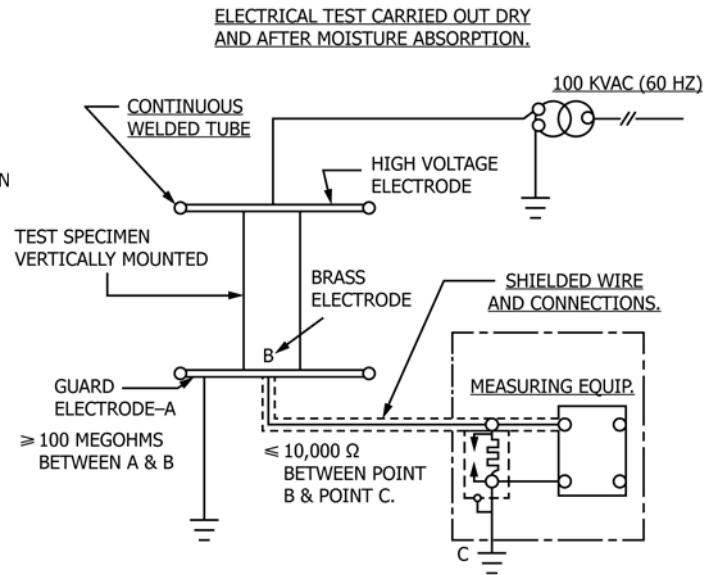 ELECTRICAL TEST CARRIED OUT DRY
AND AFTER MOISTURE ABSORPTION.
100 KVAC (60 HZ)
CONTINUOUS
WELDED TUBE
N
HIGH VOLTAGE
ELECTRODE
TEST SPECIMEN
VERTICALLY MOUNTED
BRASS
ELECTRODE
SHIELDED WIRE
AND CONNECTIONS.
B
GUARD
ELECTRODE–A
MEASURING EQUIP.
⩾ 100 MEGOHMS
BETWEEN A & B
⩽ 10,000 Ω
BETWEEN POINT
B & POINT C.
C